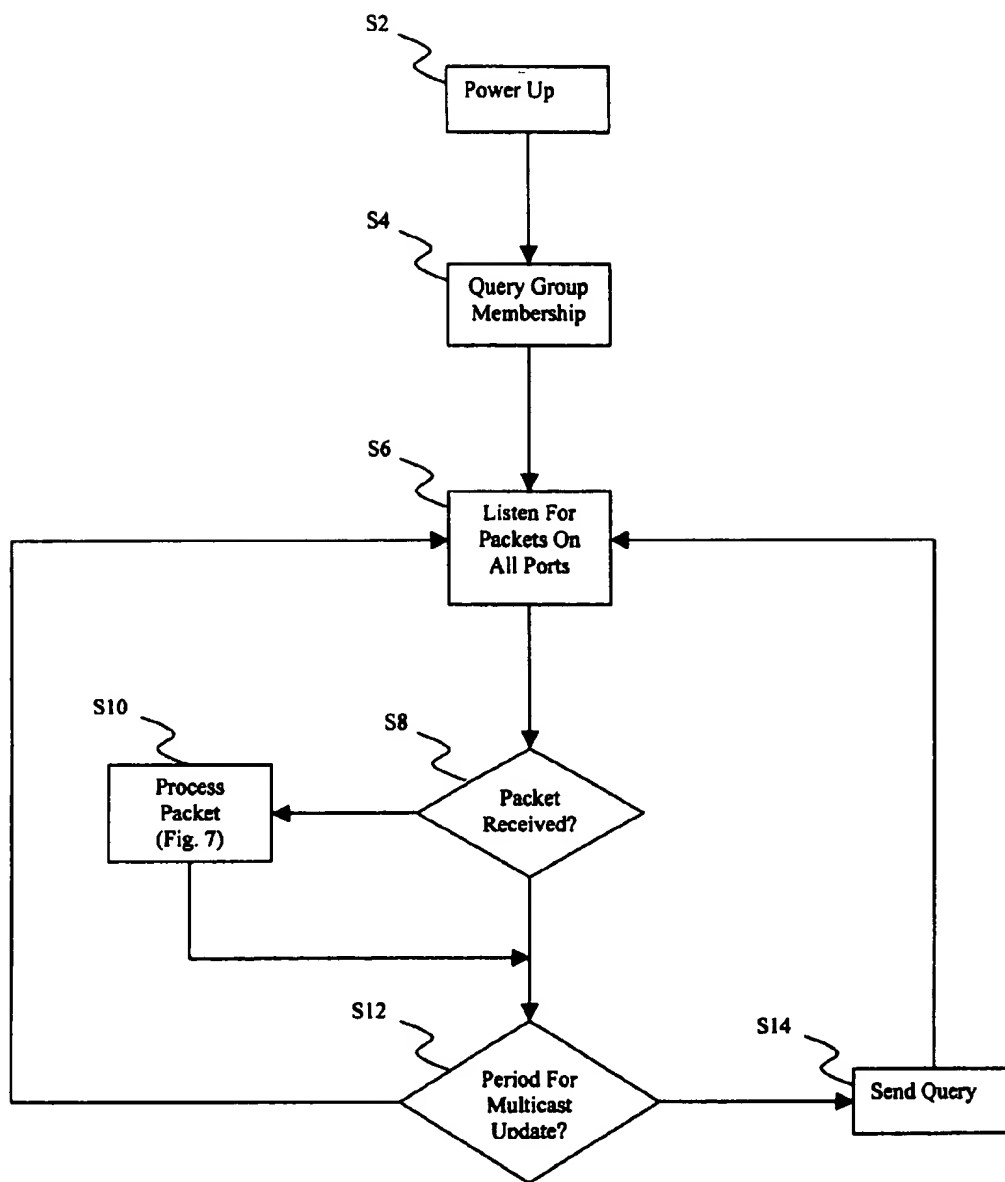 S2
Power Up
S4
Query Group
Membership
S6
Listen For
Packets On
All Ports
S10
S8
Process
Packet
(Fig. 7)
Packet
Received?
S12
S14
Period For
Multicast
Update?
Send Query